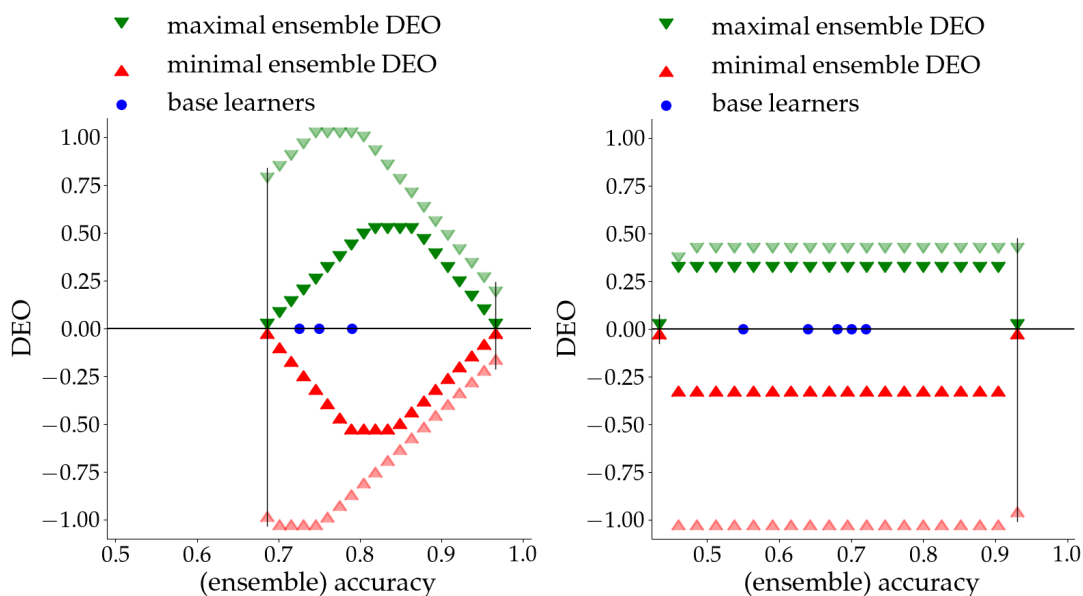 maximal ensemble DEO
minimal ensemble DEO
base learners
1.00
0.75
0.50
0.25
0.00
−0.25
−0.50
−0.75
−1.00
DEO
0.5 0.6 0.7 0.8 0.9 1.0
(ensemble) accuracy
maximal ensemble DEO
minimal ensemble DEO
base learners
1.00
0.75
0.50
0.25
0.00
−0.25
−0.50
−0.75
−1.00
DEO
0.5 0.6 0.7 0.8 0.9 1.0
(ensemble) accuracy